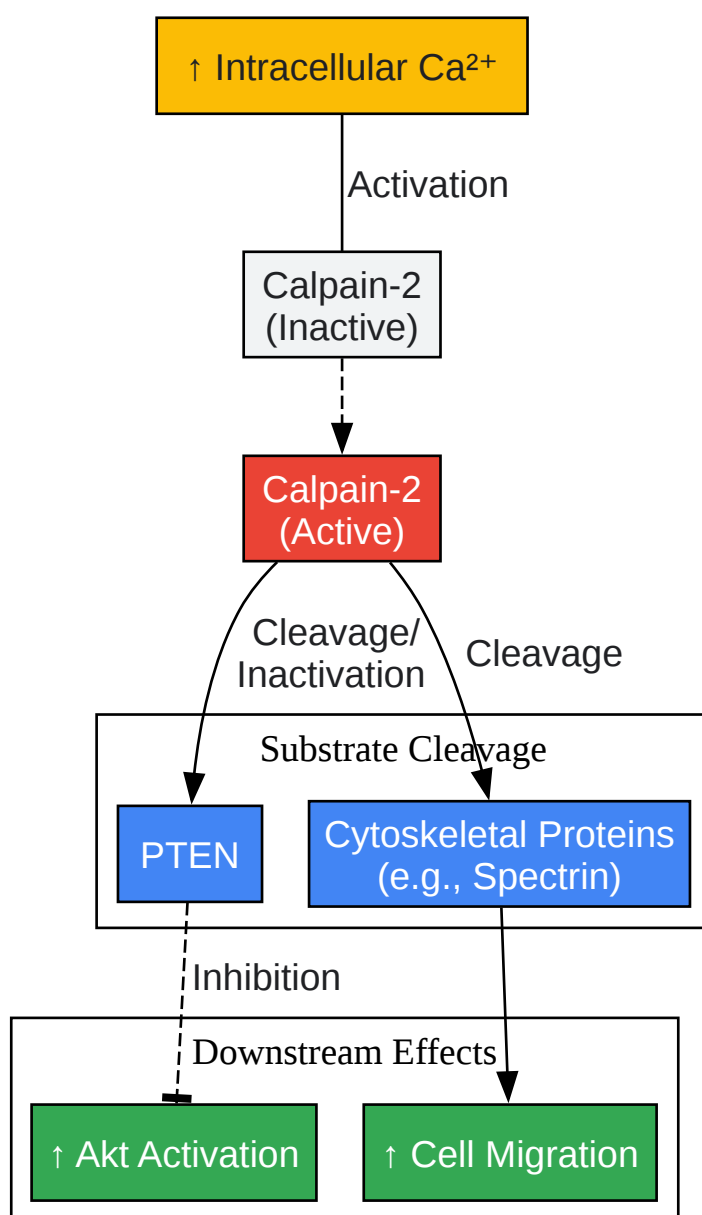 ↑ Intracellular Ca²⁺
Activation
Calpain-2
(Inactive)
Calpain-2
(Active)
Cleavage/
Inactivation
Cleavage
Substrate Cleavage
PTEN
Cytoskeletal Proteins
(e.g., Spectrin)
Inhibition
Downstream Effects
↑ Akt Activation
↑ Cell Migration